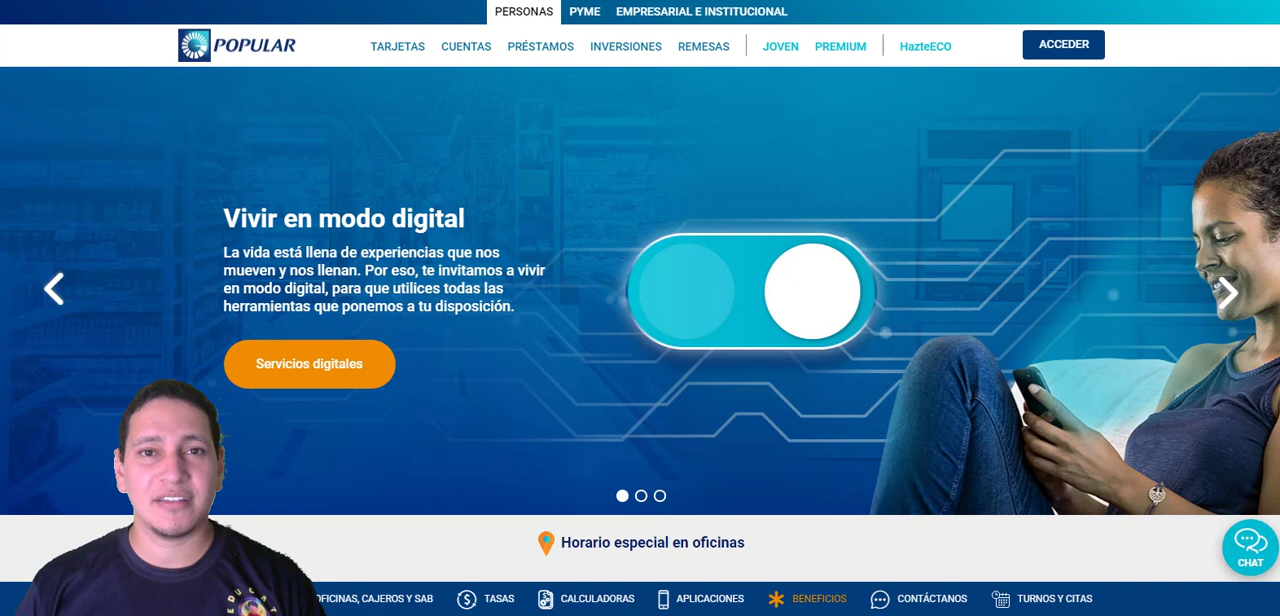 PERSONAS PYME EMPRESARIAL E INSTITUCIONAL
POPULAR TARJETAS CUENTAS PRÉSTAMOS INVERSIONES REMESAS JOVEN PREMIUM HazteECO ACCEDER
Vivir en modo digital
La vida está llena de experiencias que nos
mueven y nos llenan. Por eso, te invitamos a vivir
en modo digital, para que utilices todas las
herramientas que ponemos a tu disposición.
Servicios digitales
Horario especial en oficinas
CHAT
OFICINAS, CAJEROS Y SAB TASAS CALCULADORAS APLICACIONES BENEFICIOS CONTÁCTANOS TURNOS Y CITAS